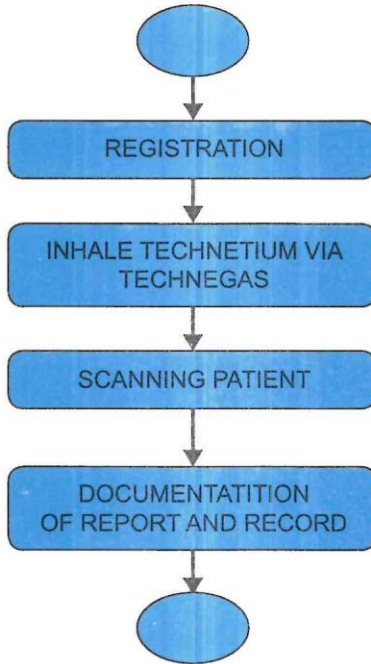 REGISTRATION
INHALE TECHNETIUM VIA
TECHNEGAS
SCANNING PATIENT
DOCUMENTATITION
OF REPORT AND RECORD